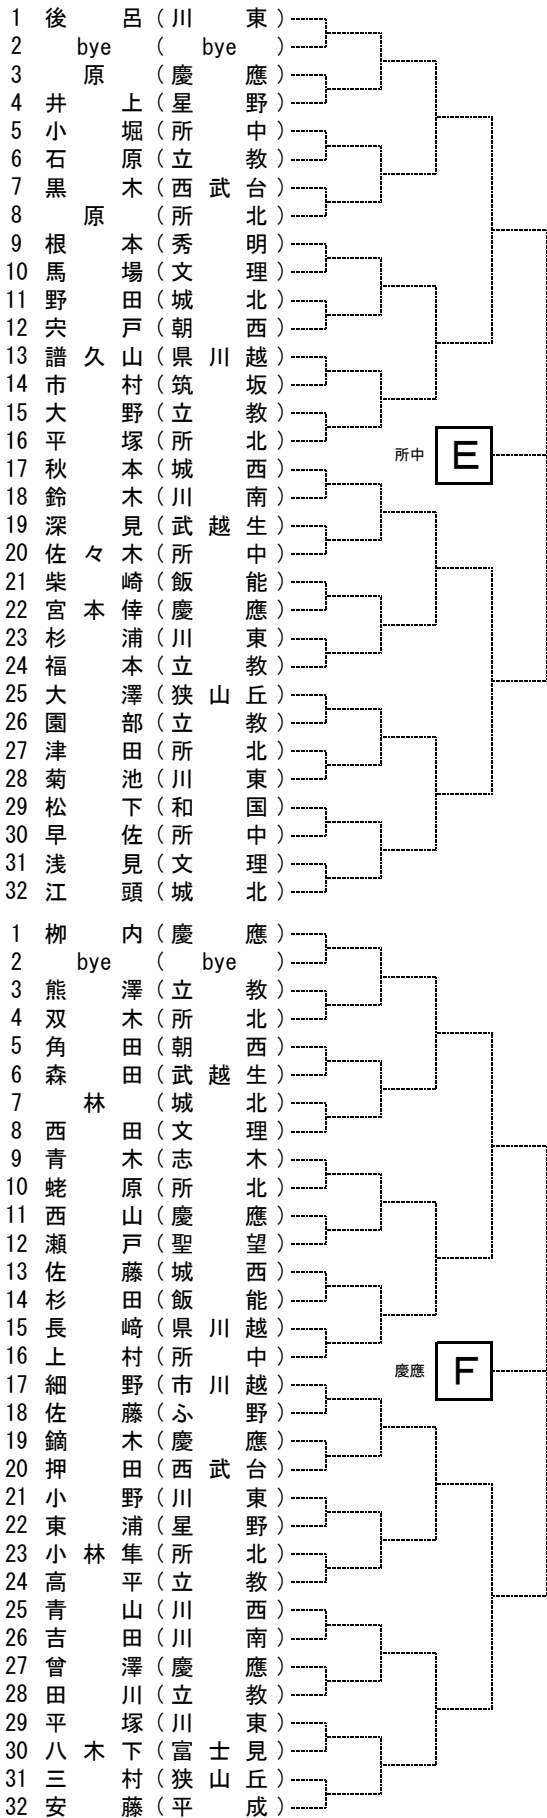 1 後呂(川東)
2 bye(bye)
3 原(慶應)
4 井上(星野)
5 小堀(所中)
6 石原(立教)
7 黒木(西武台)
8 原(所北)
9 根本(秀明)
10 馬場(文理)
11 野田(城北)
12 宍戸(朝西)
13 譜久山(県川越)
14 市村(筑坂)
15 大野(立教)
16 平塚(所北)
所中 E
17 秋本(城西)
18 鈴木(川南)
19 深見(武越生)
20 佐々木(所中)
21 柴崎(飯能)
22 宮本倖(慶應)
23 杉浦(川東)
24 福本(立教)
25 大澤(狭山丘)
26 園部(立教)
27 津田(所北)
28 菊池(川東)
29 松下(和国)
30 早佐(所中)
31 浅見(文理)
32 江頭(城北)
1 柳内(慶應)
2 bye(bye)
3 熊澤(立教)
4 双木(所北)
5 角田(朝西)
6 森田(武越生)
7 林(城北)
8 西田(文理)
9 青木(志木)
10 蛯原(所北)
11 西山(慶應)
12 瀬戸(聖望)
13 佐藤(城西)
14 杉田(飯能)
15 長﨑(県川越)
16 上村(所中)
慶應 F
17 細野(市川越)
18 佐藤(ふ野)
19 鏑木(慶應)
20 押田(西武台)
21 小野(川東)
22 東浦(星野)
23 小林隼(所北)
24 高平(立教)
25 青山(川西)
26 吉田(川南)
27 曾澤(慶應)
28 田川(立教)
29 平塚(川東)
30 八木下(富士見)
31 三村(狭山丘)
32 安藤(平成)